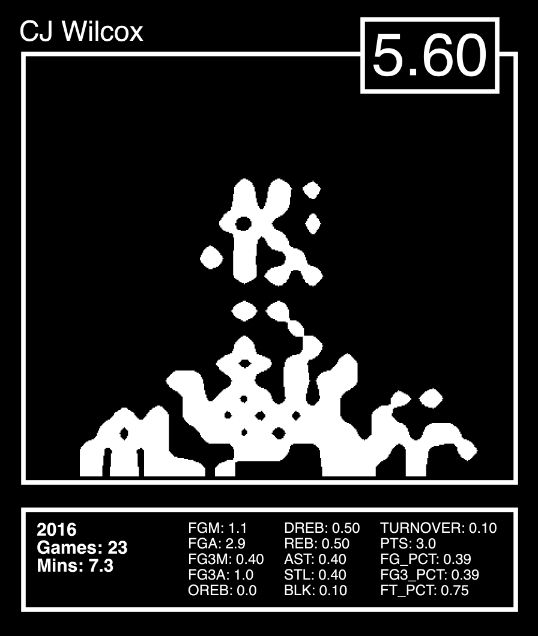 CJ Wilcox
5.60
2016
Games: 23
Mins: 7.3
FGM: 1.1
FGA: 2.9
FG3M: 0.40
FG3A: 1.0
OREB: 0.0
DREB: 0.50
REB: 0.50
AST: 0.40
STL: 0.40
BLK: 0.10
TURNOVER: 0.10
PTS: 3.0
FG_PCT: 0.39
FG3_PCT: 0.39
FT_PCT: 0.75